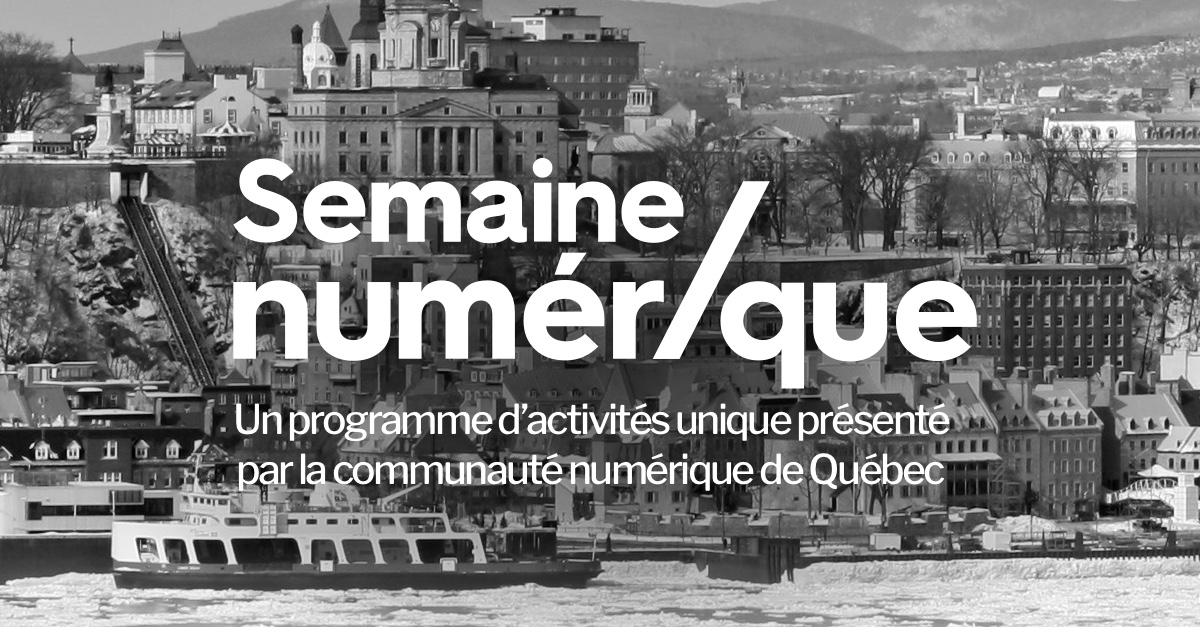 Semaine
numér/que
Un programme d’activités unique présenté
par la communauté numérique de Québec